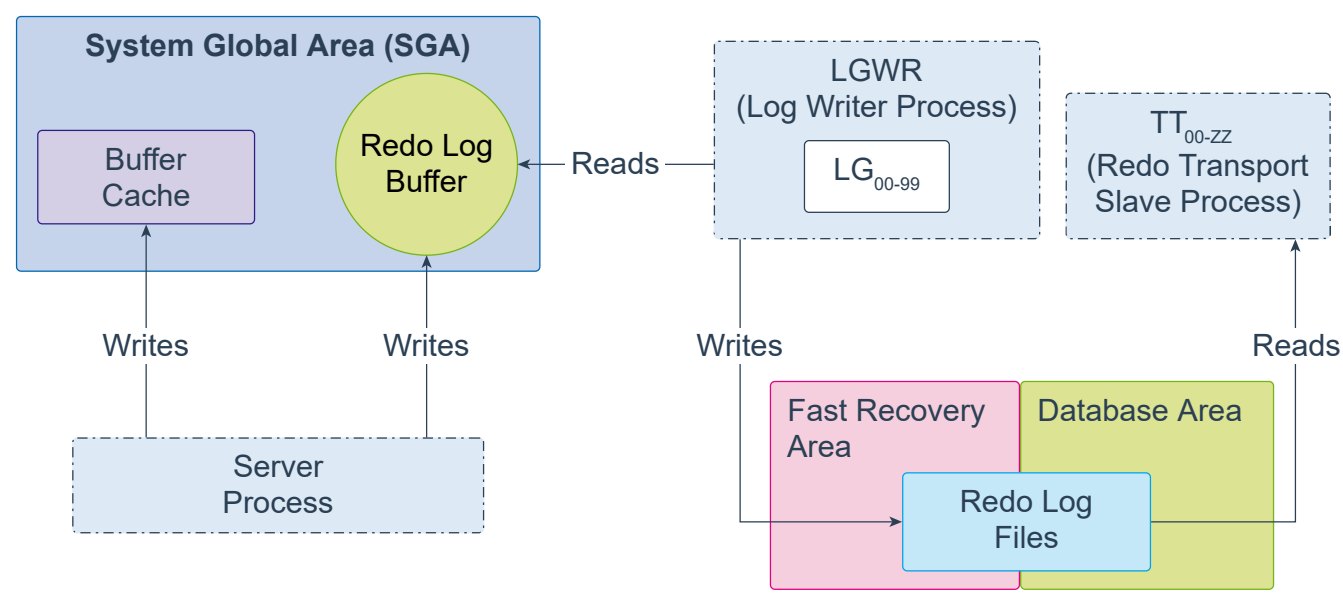 System Global Area (SGA)
Buffer
Cache
Redo Log
Buffer
Reads
LGWR
(Log Writer Process)
LG00-99
TT00-ZZ
(Redo Transport
Slave Process)
Writes
Writes
Writes
Reads
Server
Process
Fast Recovery
Area
Database Area
Redo Log
Files